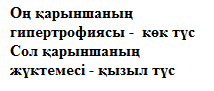 Оң қарыншаның
гипертрофиясы -  көк түс
Сол қарыншаның
жүктемесі - қызыл түс